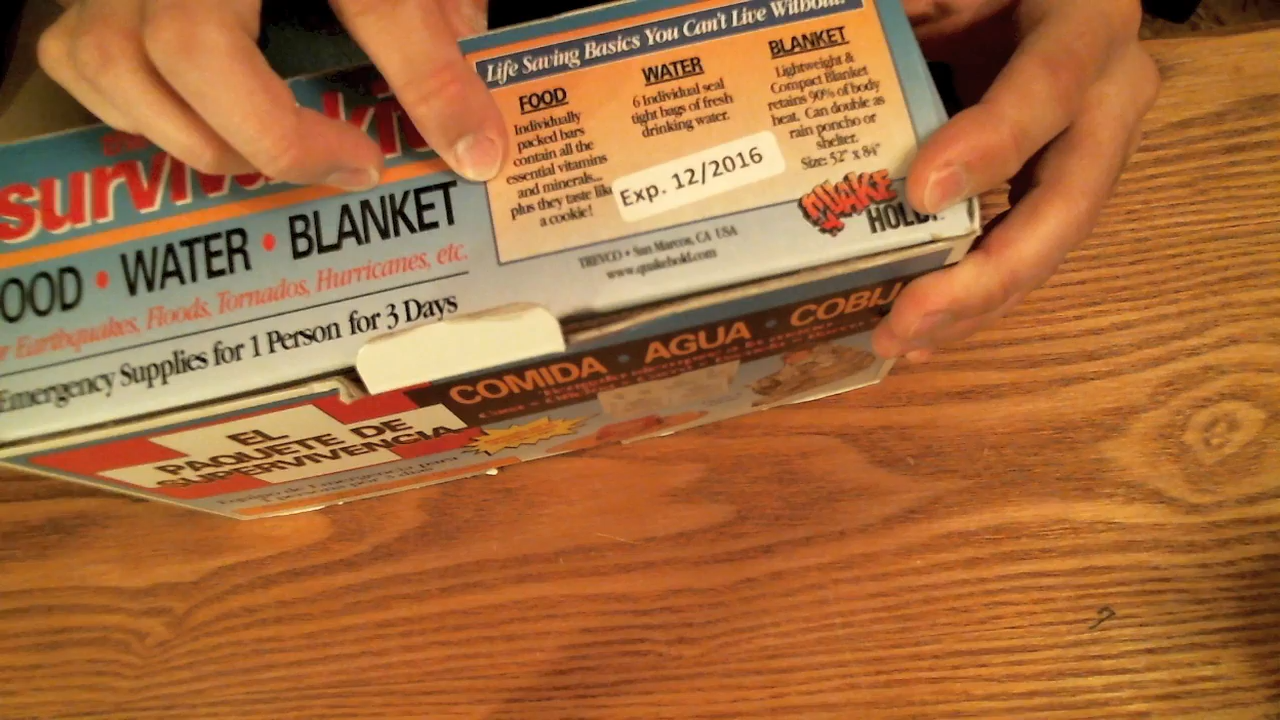 Life Saving Basics You Can't Live Without!
FOOD
Individually
packed bars
contain all the
essential vitamins
and minerals...
plus they taste like
a cookie!
WATER
6 Individual seal
tight bags of fresh
drinking water.
BLANKET
Lightweight &
Compact Blanket
retains 90% of body
heat. Can double as
rain poncho or
shelter.
Size: 52" x 84"
Exp. 12/2016
QUAKE
HOLD!
TREVCO • San Marcos, CA USA
www.quakehold.com
surviv
OOD • WATER • BLANKET
r Earthquakes, Floods, Tornados, Hurricanes, etc.
Emergency Supplies for 1 Person for 3 Days
COMIDA • AGUA • COBIJ
EL
PAQUETE DE
SUPERVIVENCIA